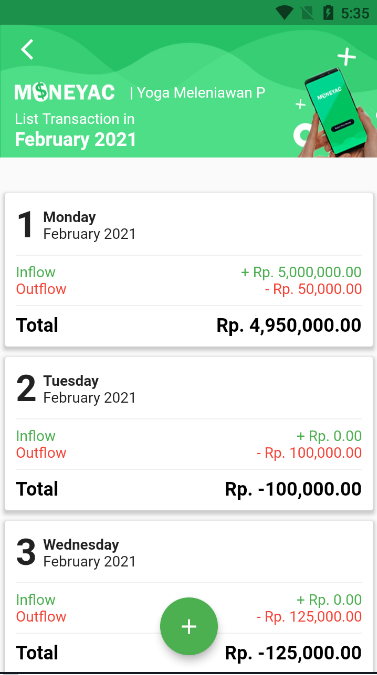 5:35
MONEYAC | Yoga Meleniawan P
List Transaction in
February 2021
MONEYAC
1 Monday
February 2021
Inflow + Rp. 5,000,000.00
Outflow - Rp. 50,000.00
Total Rp. 4,950,000.00
2 Tuesday
February 2021
Inflow + Rp. 0.00
Outflow - Rp. 100,000.00
Total Rp. -100,000.00
3 Wednesday
February 2021
Inflow + Rp. 0.00
Outflow - Rp. 125,000.00
Total Rp. -125,000.00